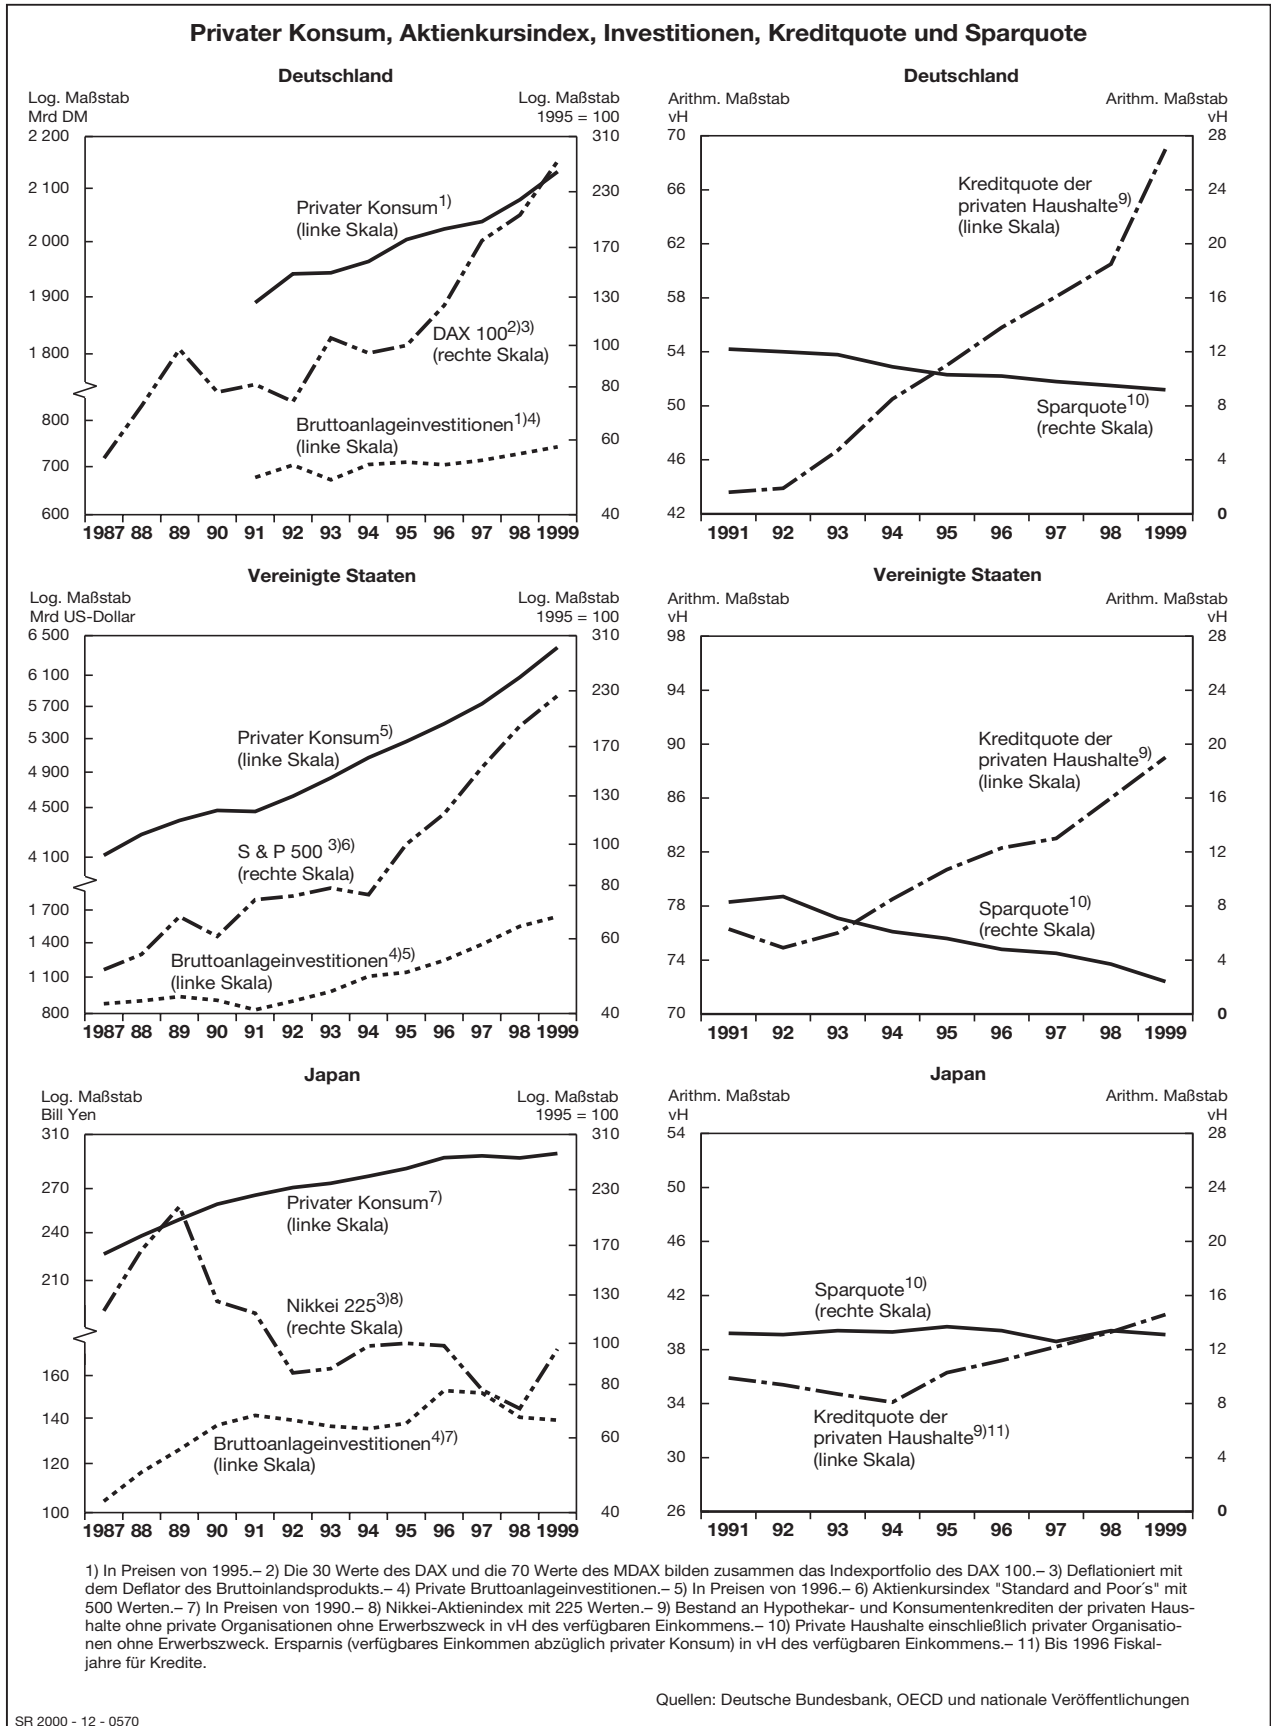 Privater Konsum, Aktienkursindex, Investitionen, Kreditquote und Sparquote
Deutschland
Log. Maßstab
Mrd DM
Log. Maßstab
1995 = 100
2 200
2 100
2 000
1 900
1 800
800
700
600
310
230
170
130
100
80
60
40
Privater Konsum1)
(linke Skala)
DAX 1002)3)
(rechte Skala)
Bruttoanlageinvestitionen1)4)
(linke Skala)
1987 88 89 90 91 92 93 94 95 96 97 98 1999
Deutschland
Arithm. Maßstab
vH
Arithm. Maßstab
vH
70
66
62
58
54
50
46
42
28
24
20
16
12
8
4
0
Kreditquote der
privaten Haushalte9)
(linke Skala)
Sparquote10)
(rechte Skala)
1991 92 93 94 95 96 97 98 1999
Vereinigte Staaten
Log. Maßstab
Mrd US-Dollar
Log. Maßstab
1995 = 100
6 500
6 100
5 700
5 300
4 900
4 500
4 100
1 700
1 400
1 100
800
310
230
170
130
100
80
60
40
Privater Konsum5)
(linke Skala)
S & P 500 3)6)
(rechte Skala)
Bruttoanlageinvestitionen4)5)
(linke Skala)
1987 88 89 90 91 92 93 94 95 96 97 98 1999
Vereinigte Staaten
Arithm. Maßstab
vH
Arithm. Maßstab
vH
98
94
90
86
82
78
74
70
28
24
20
16
12
8
4
0
Kreditquote der
privaten Haushalte9)
(linke Skala)
Sparquote10)
(rechte Skala)
1991 92 93 94 95 96 97 98 1999
Japan
Log. Maßstab
Bill Yen
Log. Maßstab
1995 = 100
310
270
240
210
160
140
120
100
310
230
170
130
100
80
60
40
Privater Konsum7)
(linke Skala)
Nikkei 2253)8)
(rechte Skala)
Bruttoanlageinvestitionen4)7)
(linke Skala)
1987 88 89 90 91 92 93 94 95 96 97 98 1999
Japan
Arithm. Maßstab
vH
Arithm. Maßstab
vH
54
50
46
42
38
34
30
26
28
24
20
16
12
8
4
0
Sparquote10)
(rechte Skala)
Kreditquote der
privaten Haushalte9)11)
(linke Skala)
1991 92 93 94 95 96 97 98 1999
1) In Preisen von 1995.– 2) Die 30 Werte des DAX und die 70 Werte des MDAX bilden zusammen das Indexportfolio des DAX 100.– 3) Deflationiert mit
dem Deflator des Bruttoinlandsprodukts.– 4) Private Bruttoanlageinvestitionen.– 5) In Preisen von 1996.– 6) Aktienkursindex "Standard and Poor´s" mit
500 Werten.– 7) In Preisen von 1990.– 8) Nikkei-Aktienindex mit 225 Werten.– 9) Bestand an Hypothekar- und Konsumentenkrediten der privaten Haus-
halte ohne private Organisationen ohne Erwerbszweck in vH des verfügbaren Einkommens.– 10) Private Haushalte einschließlich privater Organisatio-
nen ohne Erwerbszweck. Ersparnis (verfügbares Einkommen abzüglich privater Konsum) in vH des verfügbaren Einkommens.– 11) Bis 1996 Fiskal-
jahre für Kredite.
Quellen: Deutsche Bundesbank, OECD und nationale Veröffentlichungen
SR 2000 - 12 - 0570